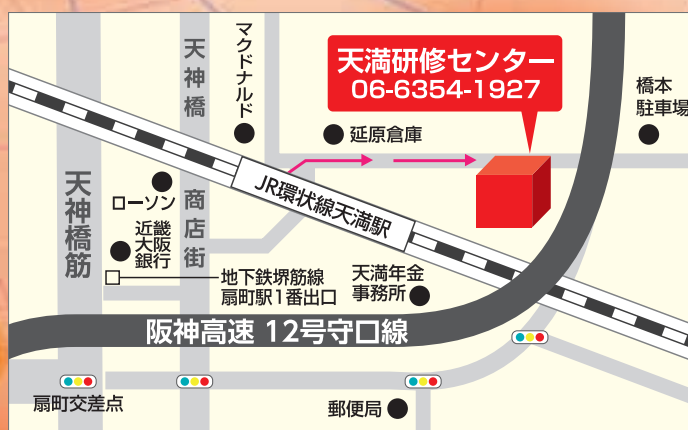 天神橋
商店街
マクドナルド
天満研修センター
06-6354-1927
橋本
駐車場
延原倉庫
JR環状線天満駅
天神橋筋
ローソン
近畿
大阪
銀行
地下鉄堺筋線
扇町駅1番出口
天満年金
事務所
阪神高速 12号守口線
扇町交差点
郵便局